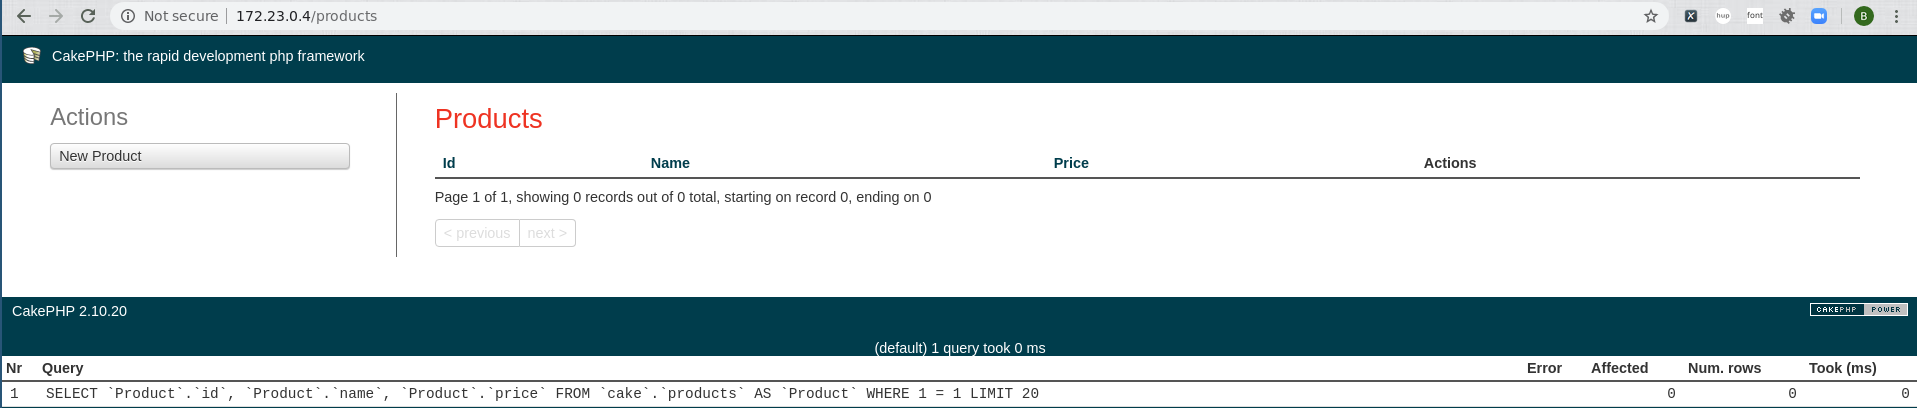 Not secure | 172.23.0.4/products
hup
font
B
CakePHP: the rapid development php framework
Actions
New Product
Products
Id Name Price Actions
Page 1 of 1, showing 0 records out of 0 total, starting on record 0, ending on 0
< previous next >
CakePHP 2.10.20
CAKEPHP POWER
(default) 1 query took 0 ms
Nr Query Error Affected Num. rows Took (ms)
1 SELECT `Product`.`id`, `Product`.`name`, `Product`.`price` FROM `cake`.`products` AS `Product` WHERE 1 = 1 LIMIT 20 0 0 0